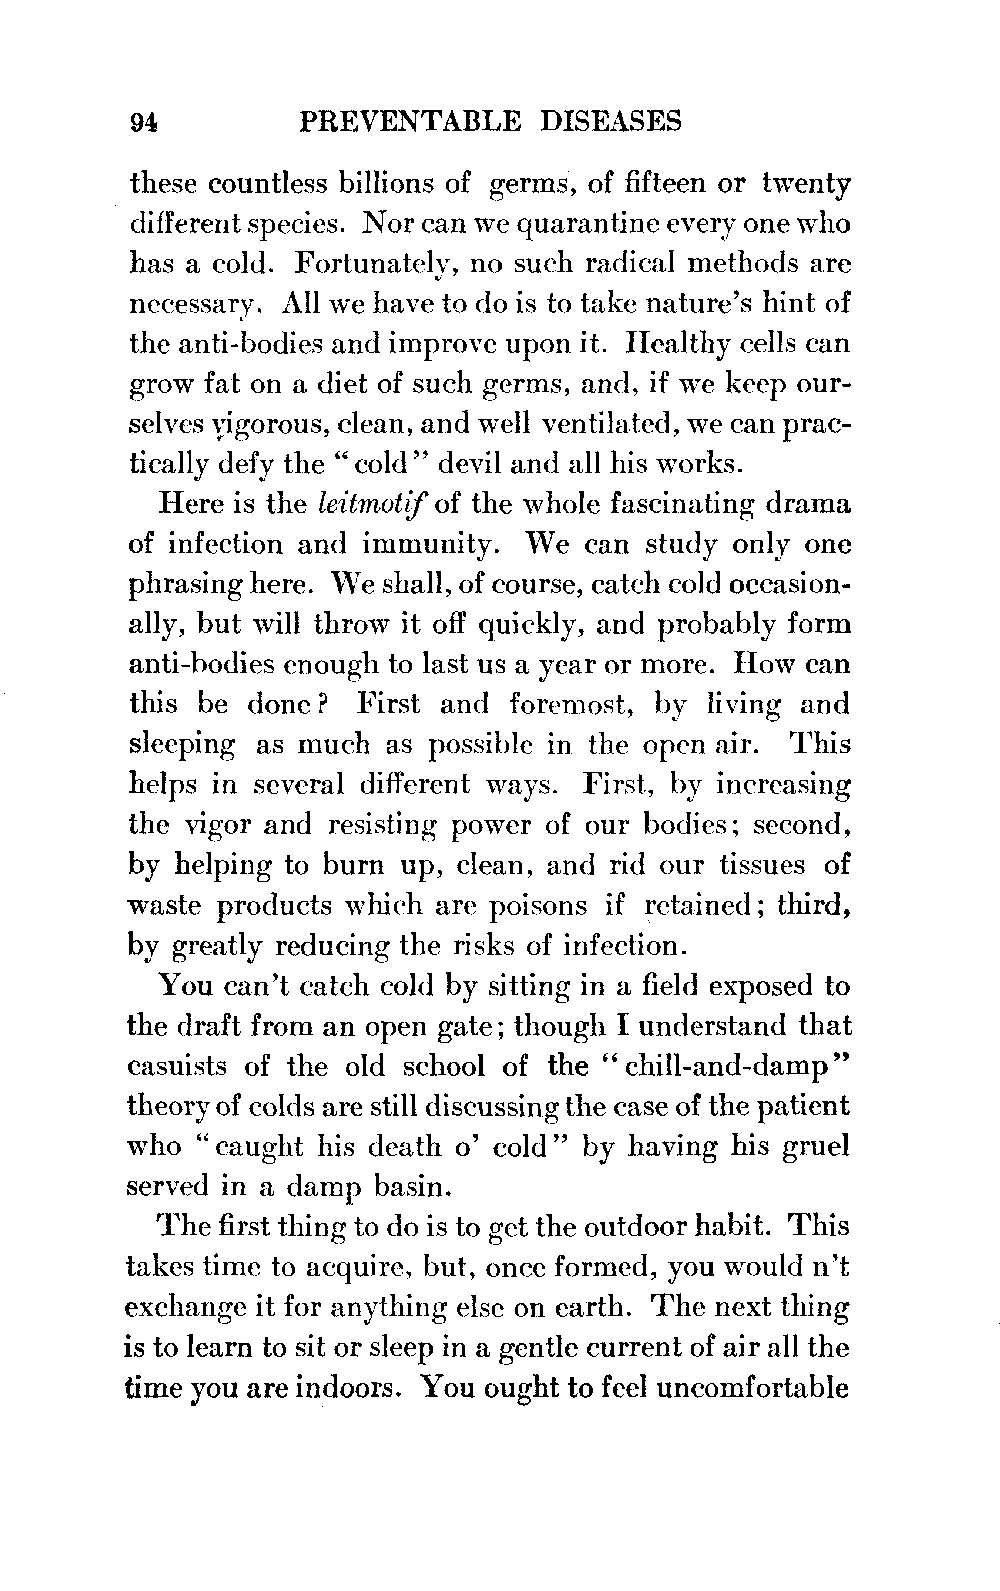 94 PREVENTABLE DISEASES
these countless billions of germs, of fifteen or twenty
different species. Nor can we quarantine every one who
has a cold. Fortunately, no such radical methods are
necessary. All we have to do is to take nature's hint of
the anti-bodies and improve upon it. Healthy cells can
grow fat on a diet of such germs, and, if we keep our-
selves vigorous, clean, and well ventilated, we can prac-
tically defy the "cold" devil and all his works.
Here is the leitmotif of the whole fascinating drama
of infection and immunity. We can study only one
phrasing here. We shall, of course, catch cold occasion-
ally, but will throw it off quickly, and probably form
anti-bodies enough to last us a year or more. How can
this be done? First and foremost, by living and
sleeping as much as possible in the open air. This
helps in several different ways. First, by increasing
the vigor and resisting power of our bodies; second,
by helping to burn up, clean, and rid our tissues of
waste products which are poisons if retained; third,
by greatly reducing the risks of infection.
You can't catch cold by sitting in a field exposed to
the draft from an open gate; though I understand that
casuists of the old school of the "chill-and-damp"
theory of colds are still discussing the case of the patient
who "caught his death o' cold" by having his gruel
served in a damp basin.
The first thing to do is to get the outdoor habit. This
takes time to acquire, but, once formed, you would n't
exchange it for anything else on earth. The next thing
is to learn to sit or sleep in a gentle current of air all the
time you are indoors. You ought to feel uncomfortable